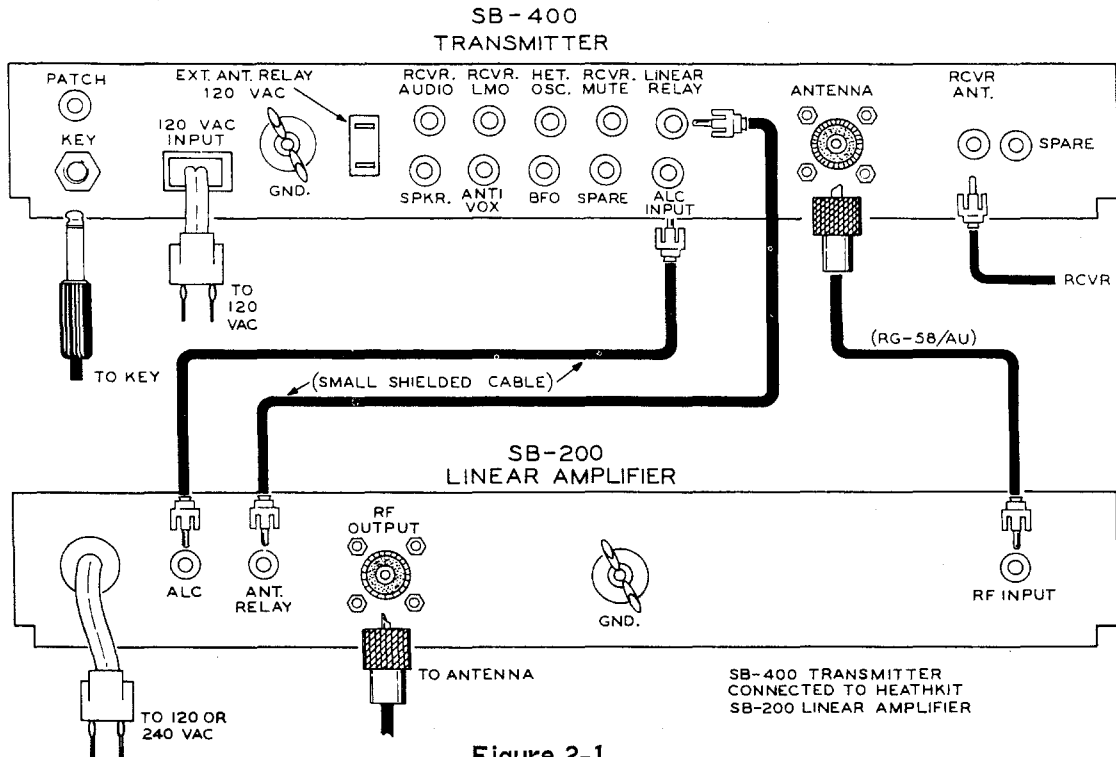 SB-400
TRANSMITTER
PATCH
KEY
EXT. ANT. RELAY
120 VAC
120 VAC
INPUT
GND.
RCVR.
AUDIO
RCVR.
LMO
HET.
OSC.
RCVR.
MUTE
LINEAR
RELAY
SPKR.
ANTI
VOX
BFO
SPARE
ALC
INPUT
ANTENNA
RCVR
ANT.
SPARE
TO
120
VAC
TO KEY
RCVR
(RG-58/AU)
(SMALL SHIELDED CABLE)
SB-200
LINEAR AMPLIFIER
ALC
ANT.
RELAY
RF
OUTPUT
GND.
RF INPUT
TO ANTENNA
TO 120 OR
240 VAC
SB-400 TRANSMITTER
CONNECTED TO HEATHKIT
SB-200 LINEAR AMPLIFIER
Figure 2-1